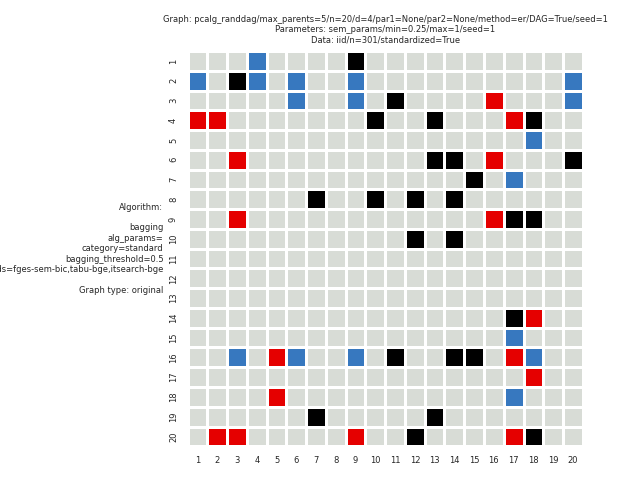 Graph: pcalg_randdag/max_parents=5/n=20/d=4/par1=None/par2=None/method=er/DAG=True/seed=1
Parameters: sem_params/min=0.25/max=1/seed=1
Data: iid/n=301/standardized=True
1
2
3
4
5
6
7
8
9
10
11
12
13
14
15
16
17
18
19
20
Algorithm:
bagging
alg_params=
category=standard
bagging_threshold=0.5
ds=fges-sem-bic,tabu-bge,itsearch-bge
Graph type: original
1 2 3 4 5 6 7 8 9 10 11 12 13 14 15 16 17 18 19 20